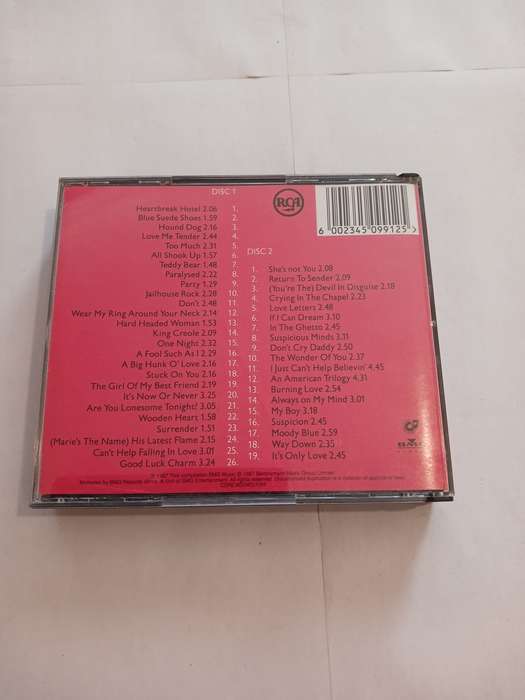 DISC 1
Heartbreak Hotel 2.06 1.
Blue Suede Shoes 1.59 2.
Hound Dog 2.16 3.
Love Me Tender 2.44 4.
Too Much 2.31 5.
All Shook Up 1.57 6.
Teddy Bear 1.48 7.
Paralysed 2.22 8.
Party 1.29 9.
Jailhouse Rock 2.28 10.
Don't 2.48 11.
Wear My Ring Around Your Neck 2.14 12.
Hard Headed Woman 1.53 13.
King Creole 2.09 14.
One Night 2.32 15.
A Fool Such As I 2.29 16.
A Big Hunk O' Love 2.16 17.
Stuck On You 2.16 18.
The Girl Of My Best Friend 2.19 19.
It's Now Or Never 3.25 20.
Are You Lonesome Tonight? 3.05 21.
Wooden Heart 1.58 22.
Surrender 1.51 23.
(Marie's The Name) His Latest Flame 2.15 24.
Can't Help Falling In Love 3.01 25.
Good Luck Charm 3.24 26.
RCA
6 002345 099125 >
DISC 2
1. She's not You 2.08
2. Return To Sender 2.09
3. (You're The) Devil In Disguise 2.18
4. Crying In The Chapel 2.23
5. Love Letters 2.48
6. If I Can Dream 3.10
7. In The Ghetto 2.45
8. Suspicious Minds 3.11
9. Don't Cry Daddy 2.50
10. The Wonder Of You 2.37
11. I Just Can't Help Believin' 4.45
12. An American Trilogy 4.31
13. Burning Love 2.54
14. Always on My Mind 3.01
15. My Boy 3.18
16. Suspicion 2.45
17. Moody Blue 2.59
18. Way Down 2.35
19. It's Only Love 2.45
BMG